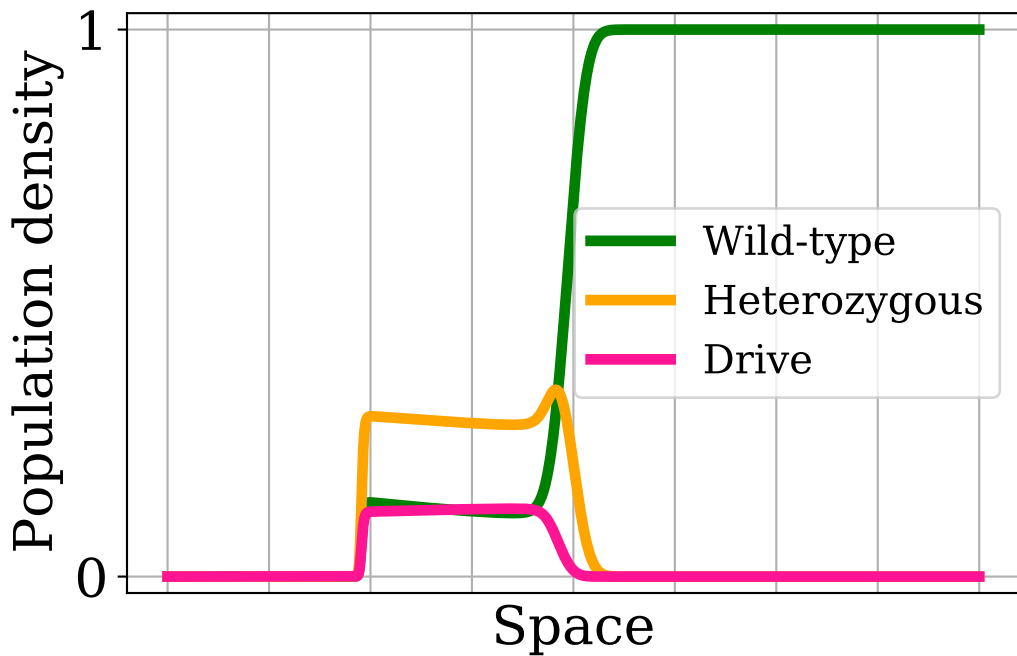 Population density
1
0
Wild-type
Heterozygous
Drive
Space